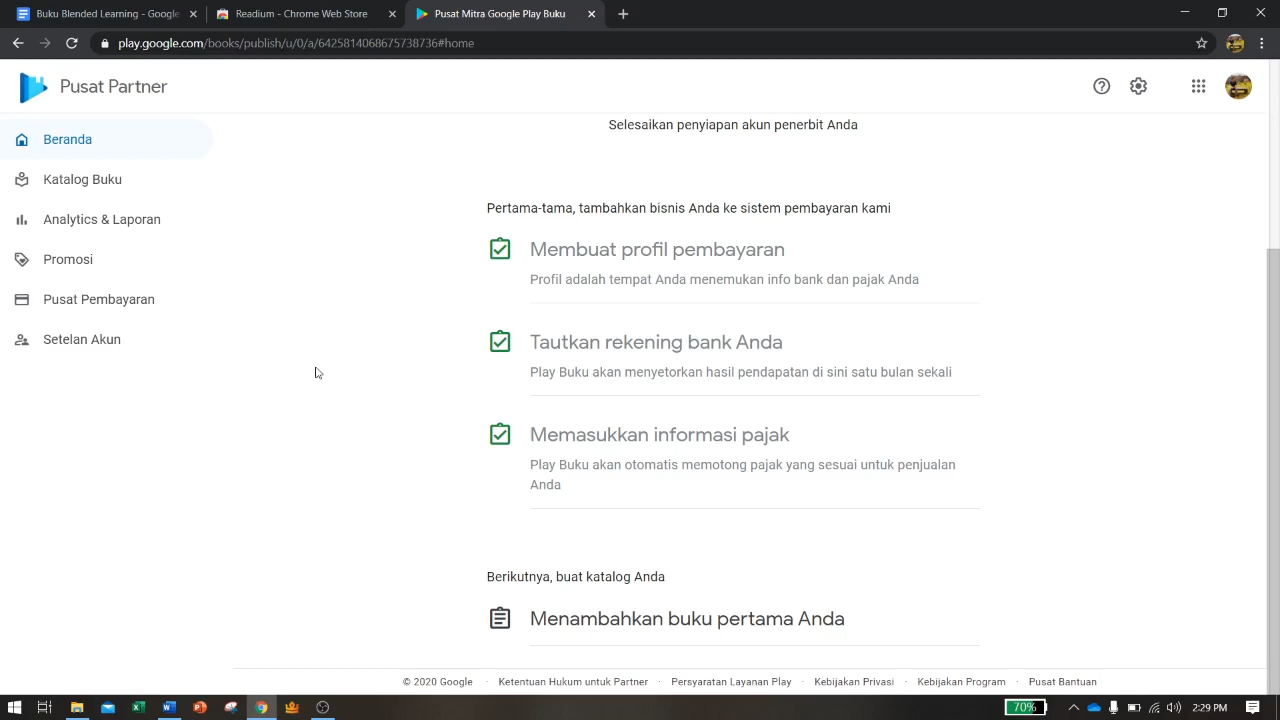 Buku Blended Learning - Google
Readium - Chrome Web Store
Pusat Mitra Google Play Buku
play.google.com/books/publish/u/0/a/6425814068675738736#home
Pusat Partner
Beranda
Katalog Buku
Analytics & Laporan
Promosi
Pusat Pembayaran
Setelan Akun
Selesaikan penyiapan akun penerbit Anda
Pertama-tama, tambahkan bisnis Anda ke sistem pembayaran kami
Membuat profil pembayaran
Profil adalah tempat Anda menemukan info bank dan pajak Anda
Tautkan rekening bank Anda
Play Buku akan menyetorkan hasil pendapatan di sini satu bulan sekali
Memasukkan informasi pajak
Play Buku akan otomatis memotong pajak yang sesuai untuk penjualan
Anda
Berikutnya, buat katalog Anda
Menambahkan buku pertama Anda
© 2020 Google · Ketentuan Hukum untuk Partner · Persyaratan Layanan Play · Kebijakan Privasi · Kebijakan Program · Pusat Bantuan
70%
2:29 PM